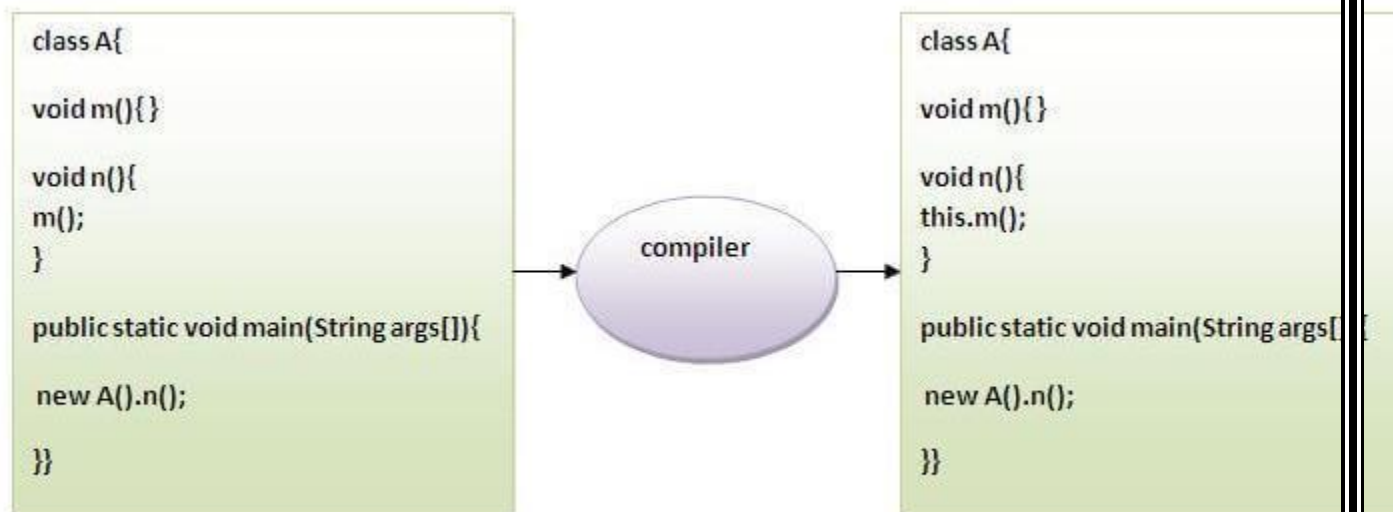 class A{
void m(){}
void n(){
m();
}
public static void main(String args[]){
new A().n();
}}
compiler
class A{
void m(){}
void n(){
this.m();
}
public static void main(String args[] {
new A().n();
}}